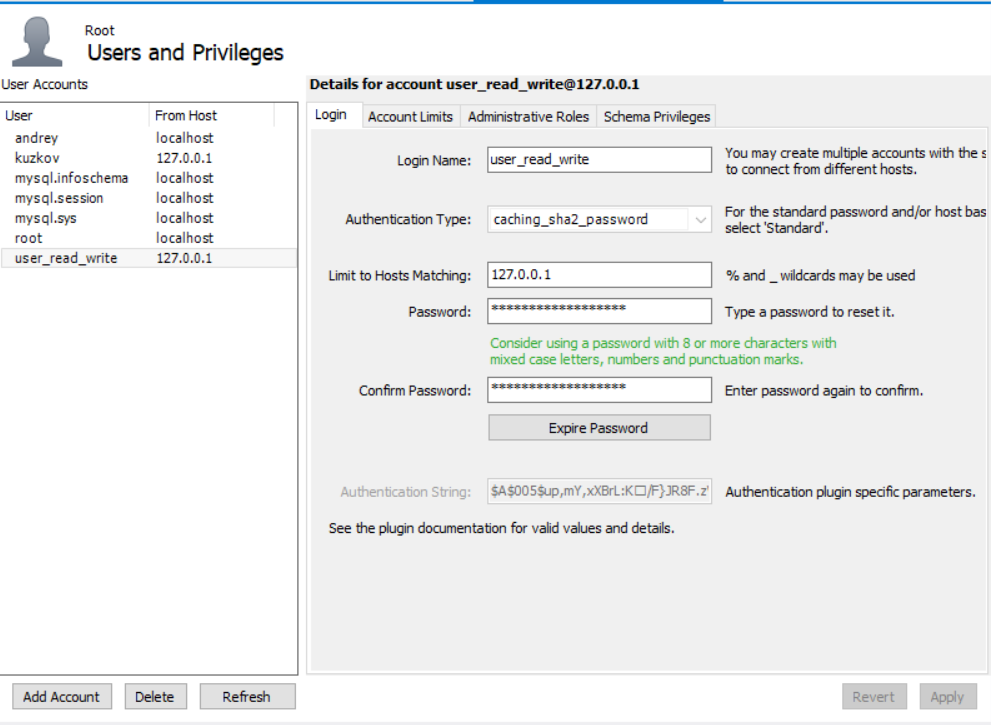 Root
Users and Privileges
User Accounts
User From Host
andrey localhost
kuzkov 127.0.0.1
mysql.infoschema localhost
mysql.session localhost
mysql.sys localhost
root localhost
user_read_write 127.0.0.1
Add Account Delete Refresh
Details for account user_read_write@127.0.0.1
Login Account Limits Administrative Roles Schema Privileges
Login Name: user_read_write You may create multiple accounts with the s
to connect from different hosts.
Authentication Type: caching_sha2_password For the standard password and/or host bas
select 'Standard'.
Limit to Hosts Matching: 127.0.0.1 % and _ wildcards may be used
Password: ****************** Type a password to reset it.
Consider using a password with 8 or more characters with
mixed case letters, numbers and punctuation marks.
Confirm Password: ****************** Enter password again to confirm.
Expire Password
Authentication String: $A$005$up,mY,xXBrL:K□/F}JR8F.z' Authentication plugin specific parameters.
See the plugin documentation for valid values and details.
Revert Apply